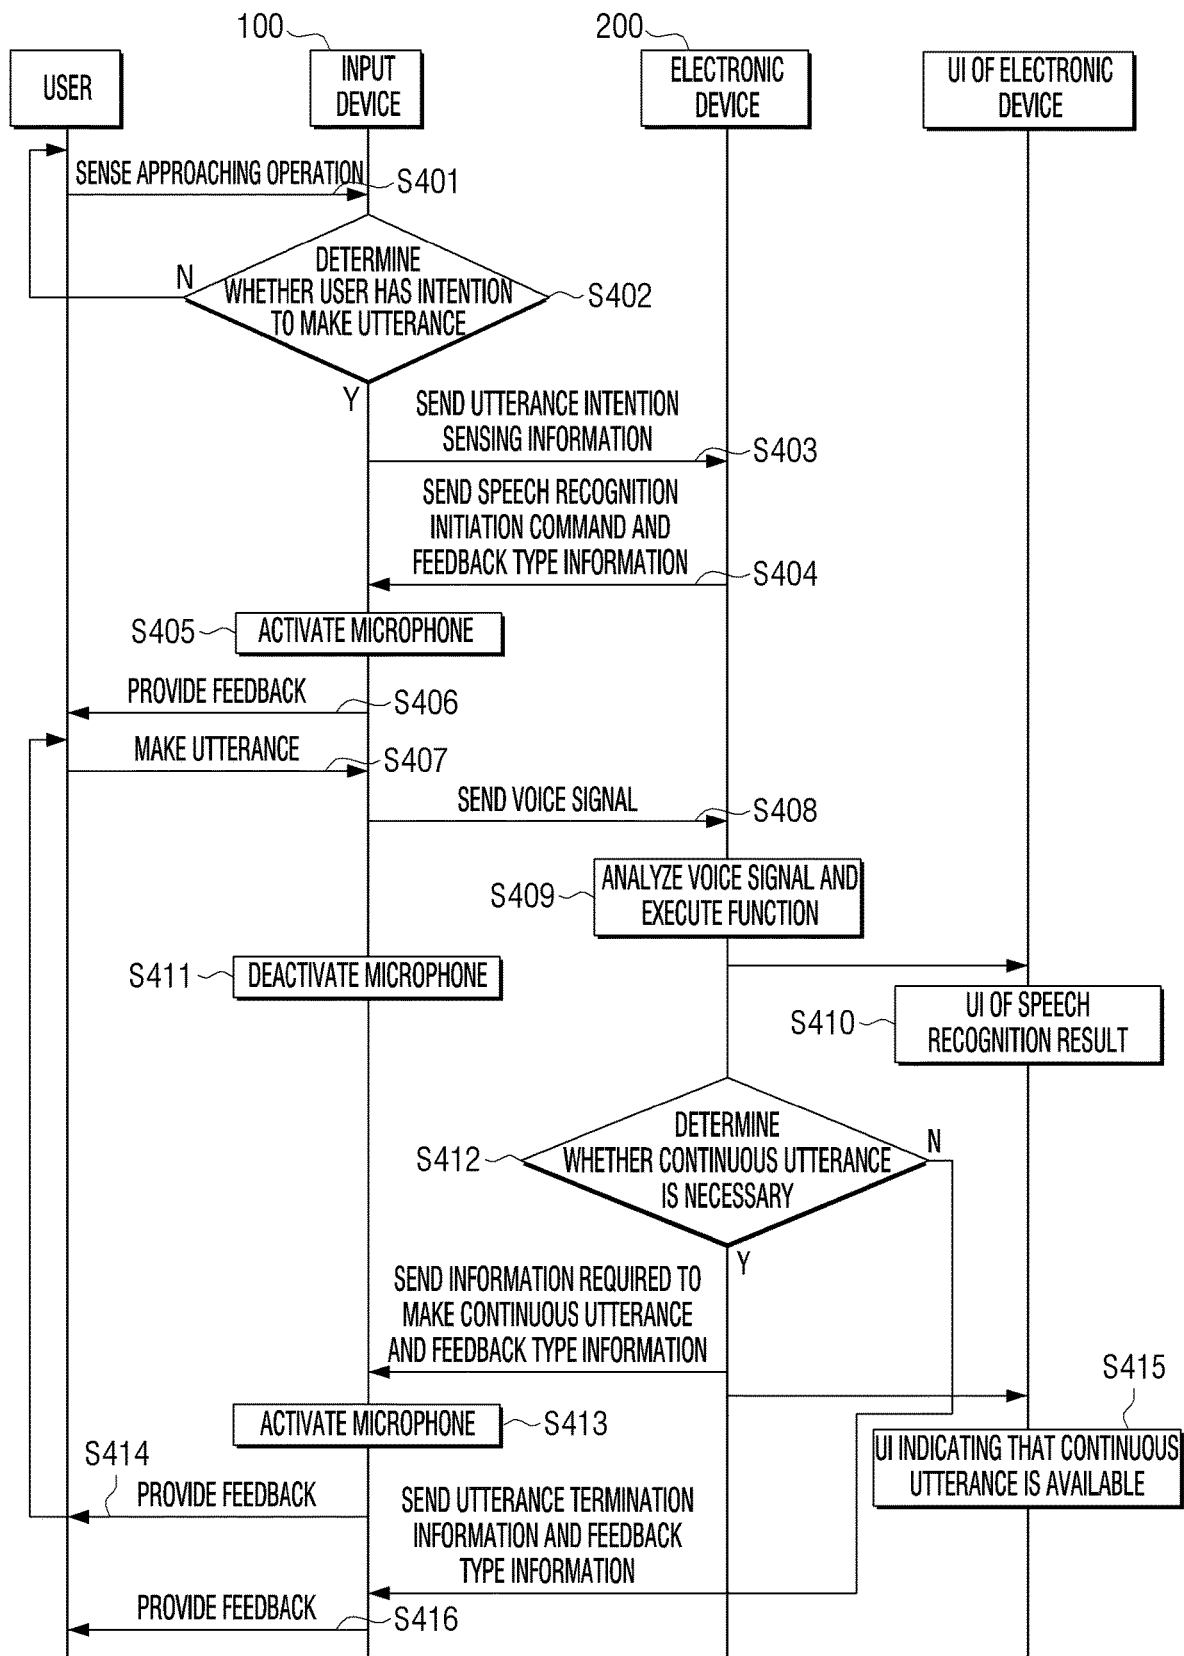 100
200
USER
INPUT
DEVICE
ELECTRONIC
DEVICE
UI OF ELECTRONIC
DEVICE
SENSE APPROACHING OPERATION
S401
DETERMINE
WHETHER USER HAS INTENTION
TO MAKE UTTERANCE
N
S402
Y
SEND UTTERANCE INTENTION
SENSING INFORMATION
S403
SEND SPEECH RECOGNITION
INITIATION COMMAND AND
FEEDBACK TYPE INFORMATION
S404
S405
ACTIVATE MICROPHONE
PROVIDE FEEDBACK
S406
MAKE UTTERANCE
S407
SEND VOICE SIGNAL
S408
S409
ANALYZE VOICE SIGNAL AND
EXECUTE FUNCTION
S411
DEACTIVATE MICROPHONE
S410
UI OF SPEECH
RECOGNITION RESULT
S412
DETERMINE
WHETHER CONTINUOUS UTTERANCE
IS NECESSARY
N
Y
SEND INFORMATION REQUIRED TO
MAKE CONTINUOUS UTTERANCE
AND FEEDBACK TYPE INFORMATION
S415
ACTIVATE MICROPHONE
S413
UI INDICATING THAT CONTINUOUS
UTTERANCE IS AVAILABLE
S414
PROVIDE FEEDBACK
SEND UTTERANCE TERMINATION
INFORMATION AND FEEDBACK
TYPE INFORMATION
PROVIDE FEEDBACK
S416